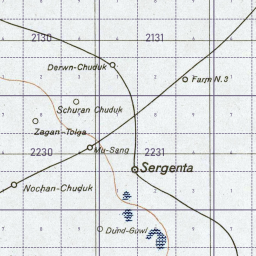 2130
2131
Derwn-Chuduk
Farm N.3
Schuran Chuduk
Zagan-Tolga
2230
2231
Mu-Sang
Sergenta
Nochan-Chuduk
Dund-Guwl